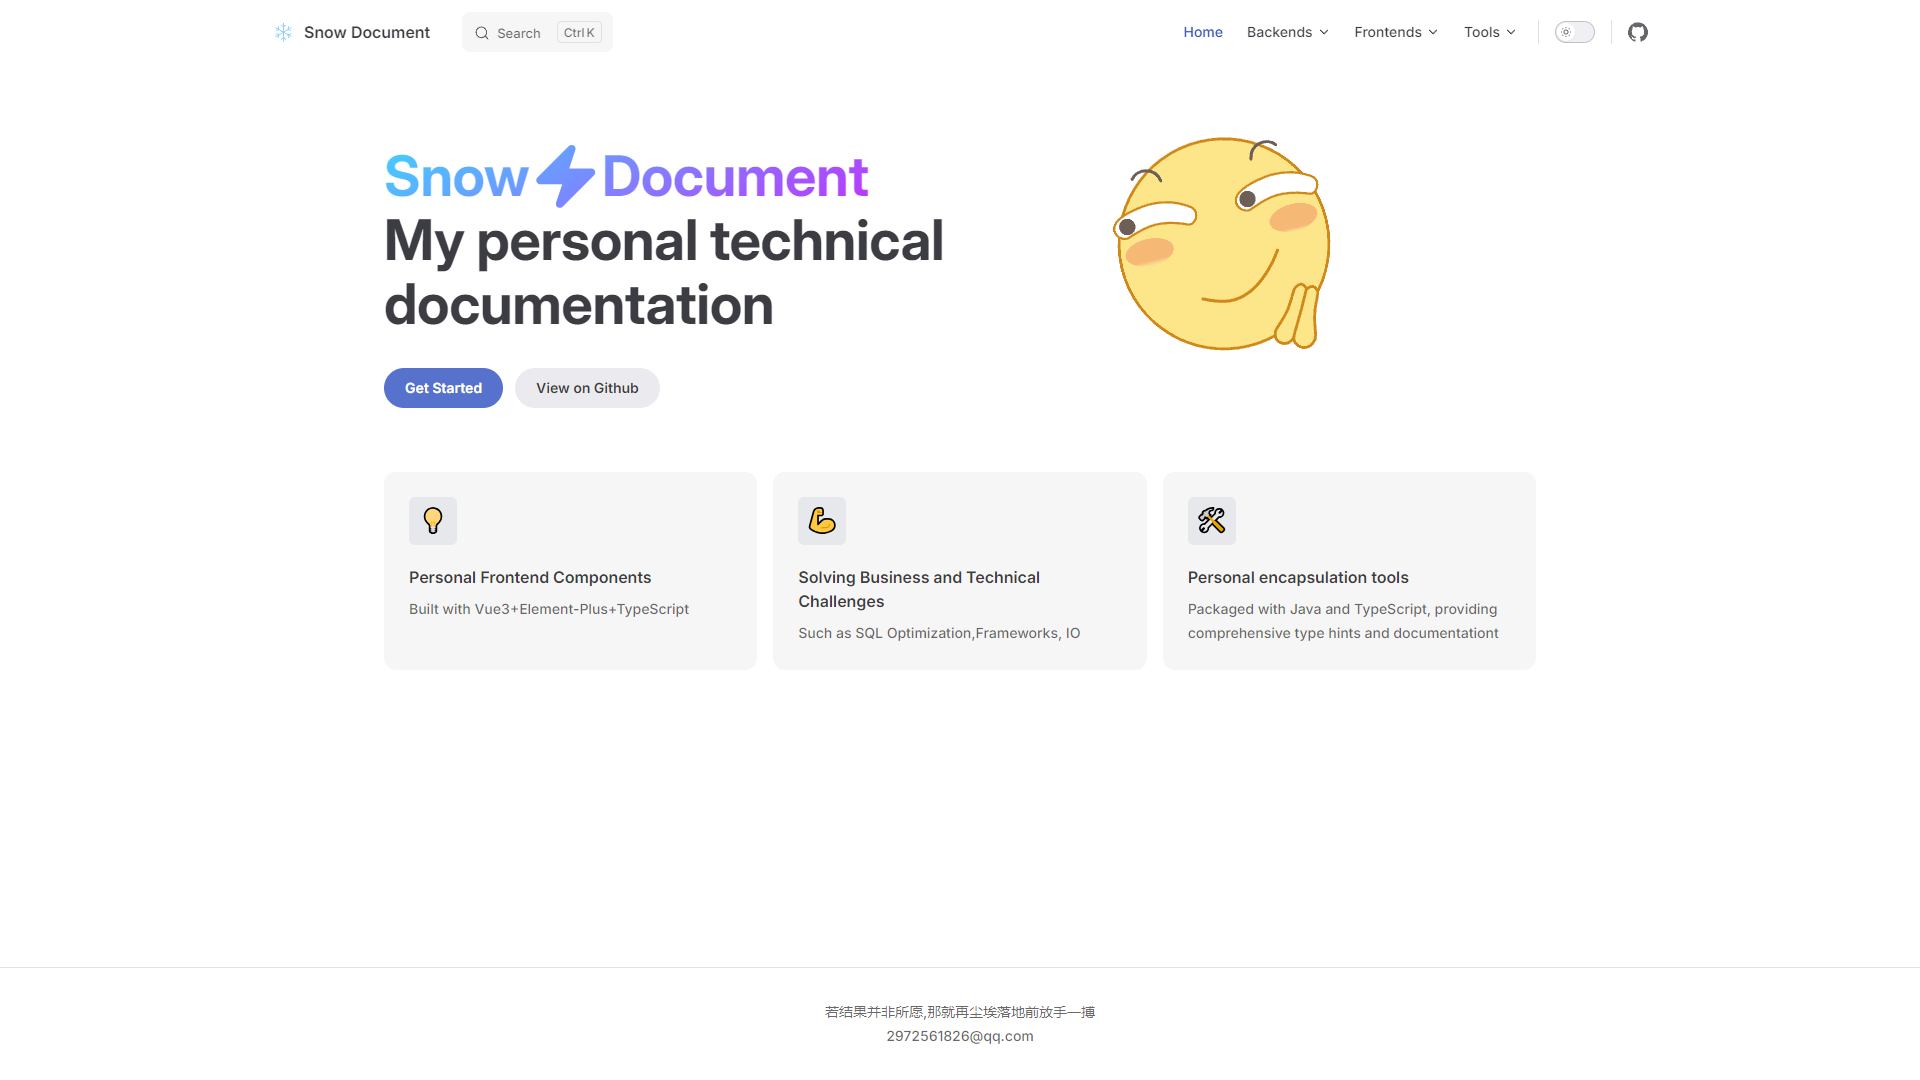 Snow Document
Search
Ctrl K
Home
Backends
Frontends
Tools
Snow⚡Document
My personal technical
documentation
Get Started
View on Github
Personal Frontend Components
Built with Vue3+Element-Plus+TypeScript
Solving Business and Technical
Challenges
Such as SQL Optimization,Frameworks, IO
Personal encapsulation tools
Packaged with Java and TypeScript, providing
comprehensive type hints and documentationt
若结果并非所愿,那就再尘埃落地前放手一搏
2972561826@qq.com